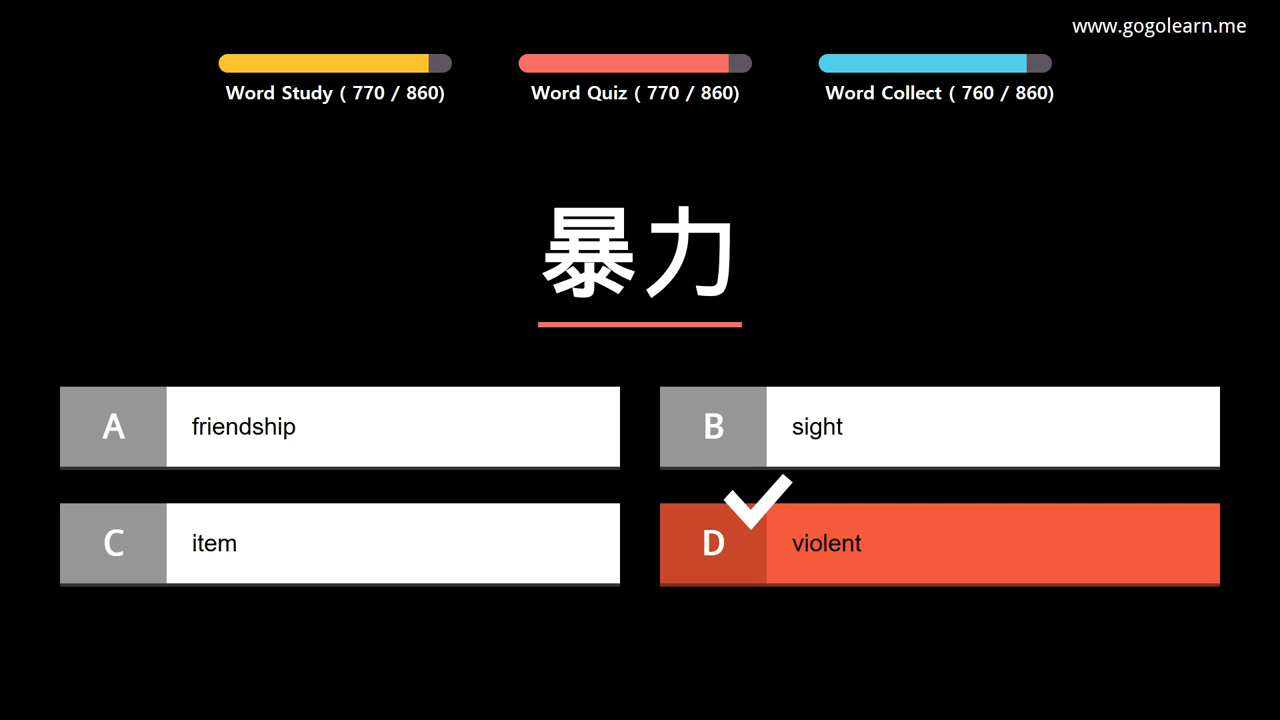 www.gogolearn.me
Word Study ( 770 / 860)
Word Quiz ( 770 / 860)
Word Collect ( 760 / 860)
暴力
A friendship
B sight
C item
D violent